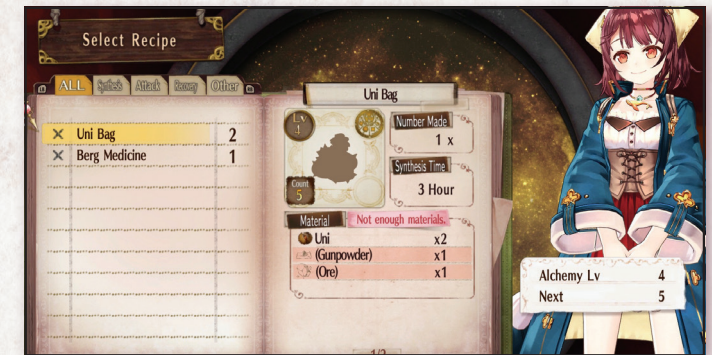 Select Recipe
ALL Synthesis Attack Recovery Other
Uni Bag 2
Berg Medicine 1
Uni Bag
Lv
1
Number Made
1 x
Synthesis Time
3 Hour
Count
5
Material Not enough materials.
Uni x2
(Gunpowder) x1
(Ore) x1
Alchemy Lv 4
Next 5
1/2